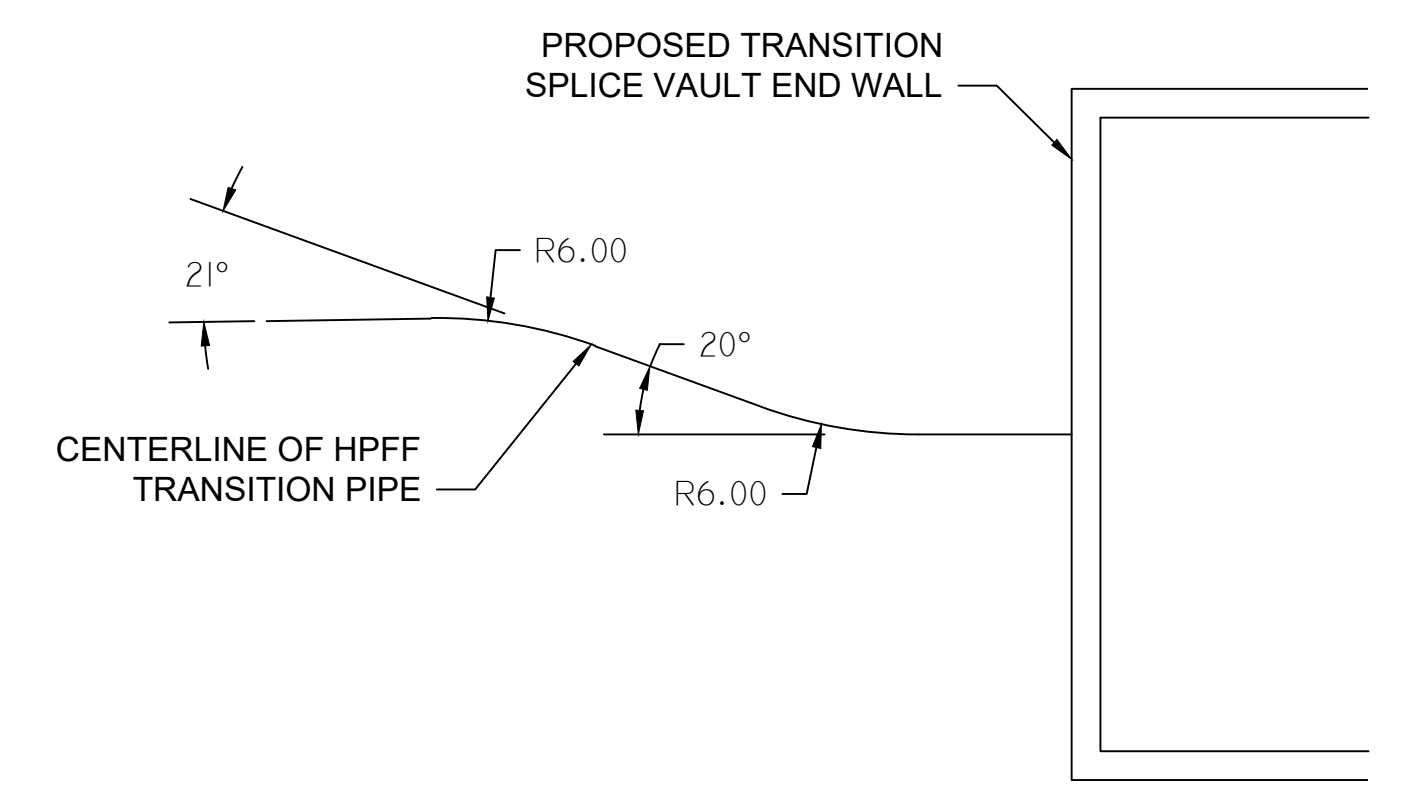 PROPOSED TRANSITION
SPLICE VAULT END WALL
R6.00
21°
20°
CENTERLINE OF HPFF
TRANSITION PIPE
R6.00